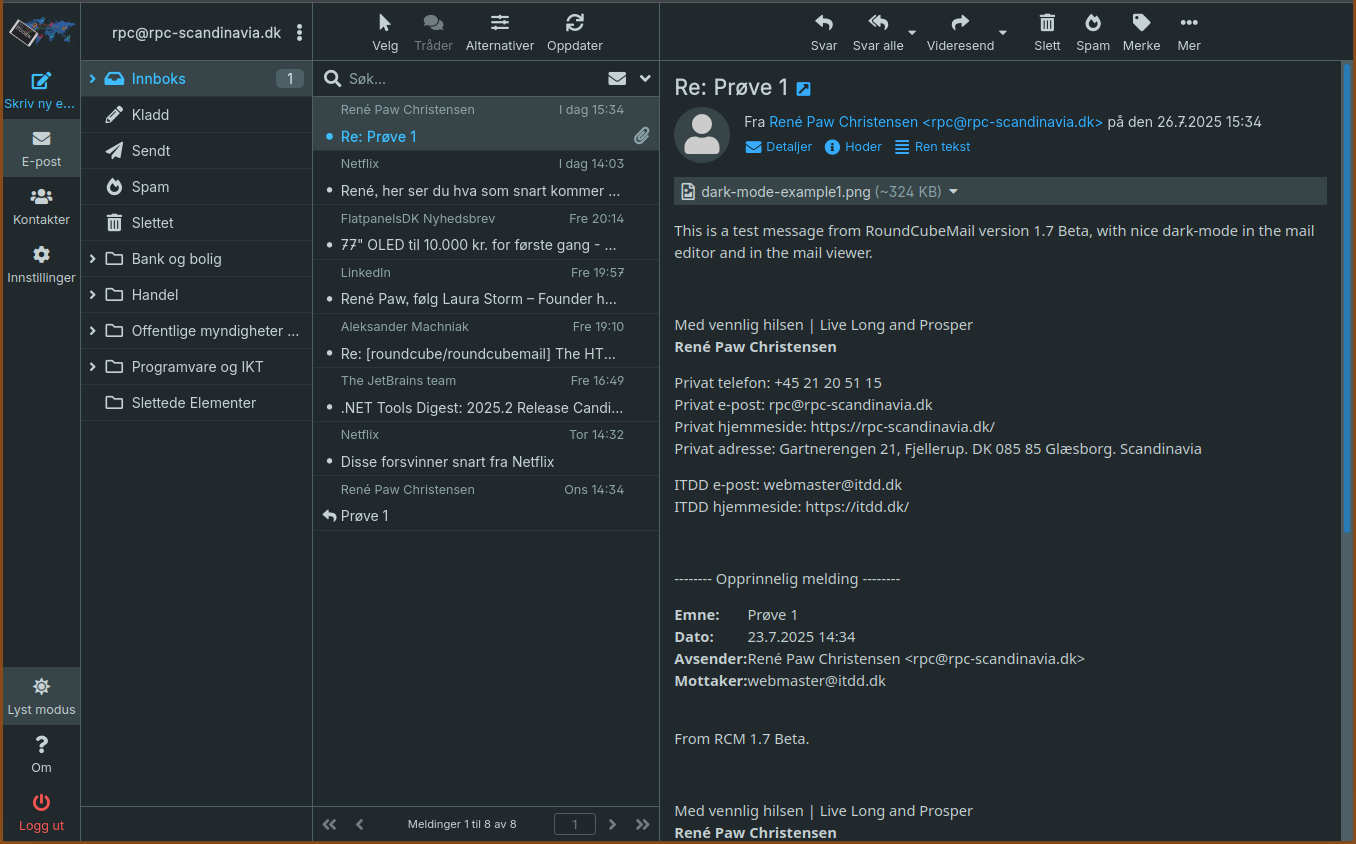 rpc@rpc-scandinavia.dk
Skriv ny e...
E-post
Kontakter
Innstillinger
Lyst modus
Om
Logg ut
Innboks 1
Kladd
Sendt
Spam
Slettet
Bank og bolig
Handel
Offentlige myndigheter ...
Programvare og IKT
Slettede Elementer
Velg Tråder Alternativer Oppdater
Søk...
René Paw Christensen I dag 15:34
Re: Prøve 1
Netflix I dag 14:03
René, her ser du hva som snart kommer ...
FlatpanelsDK Nyhedsbrev Fre 20:14
77" OLED til 10.000 kr. for første gang - ...
LinkedIn Fre 19:57
René Paw, følg Laura Storm – Founder h...
Aleksander Machniak Fre 19:10
Re: [roundcube/roundcubemail] The HT...
The JetBrains team Fre 16:49
.NET Tools Digest: 2025.2 Release Candi...
Netflix Tor 14:32
Disse forsvinner snart fra Netflix
René Paw Christensen Ons 14:34
Prøve 1
Meldinger 1 til 8 av 8 1
Svar Svar alle Videresend Slett Spam Merke Mer
Re: Prøve 1
Fra René Paw Christensen <rpc@rpc-scandinavia.dk> på den 26.7.2025 15:34
Detaljer Hoder Ren tekst
dark-mode-example1.png (~324 KB)
This is a test message from RoundCubeMail version 1.7 Beta, with nice dark-mode in the mail
editor and in the mail viewer.
Med vennlig hilsen | Live Long and Prosper
René Paw Christensen
Privat telefon: +45 21 20 51 15
Privat e-post: rpc@rpc-scandinavia.dk
Privat hjemmeside: https://rpc-scandinavia.dk/
Privat adresse: Gartnerengen 21, Fjellerup. DK 085 85 Glæsborg. Scandinavia
ITDD e-post: webmaster@itdd.dk
ITDD hjemmeside: https://itdd.dk/
-------- Opprinnelig melding --------
Emne: Prøve 1
Dato: 23.7.2025 14:34
Avsender: René Paw Christensen <rpc@rpc-scandinavia.dk>
Mottaker: webmaster@itdd.dk
From RCM 1.7 Beta.
Med vennlig hilsen | Live Long and Prosper
René Paw Christensen